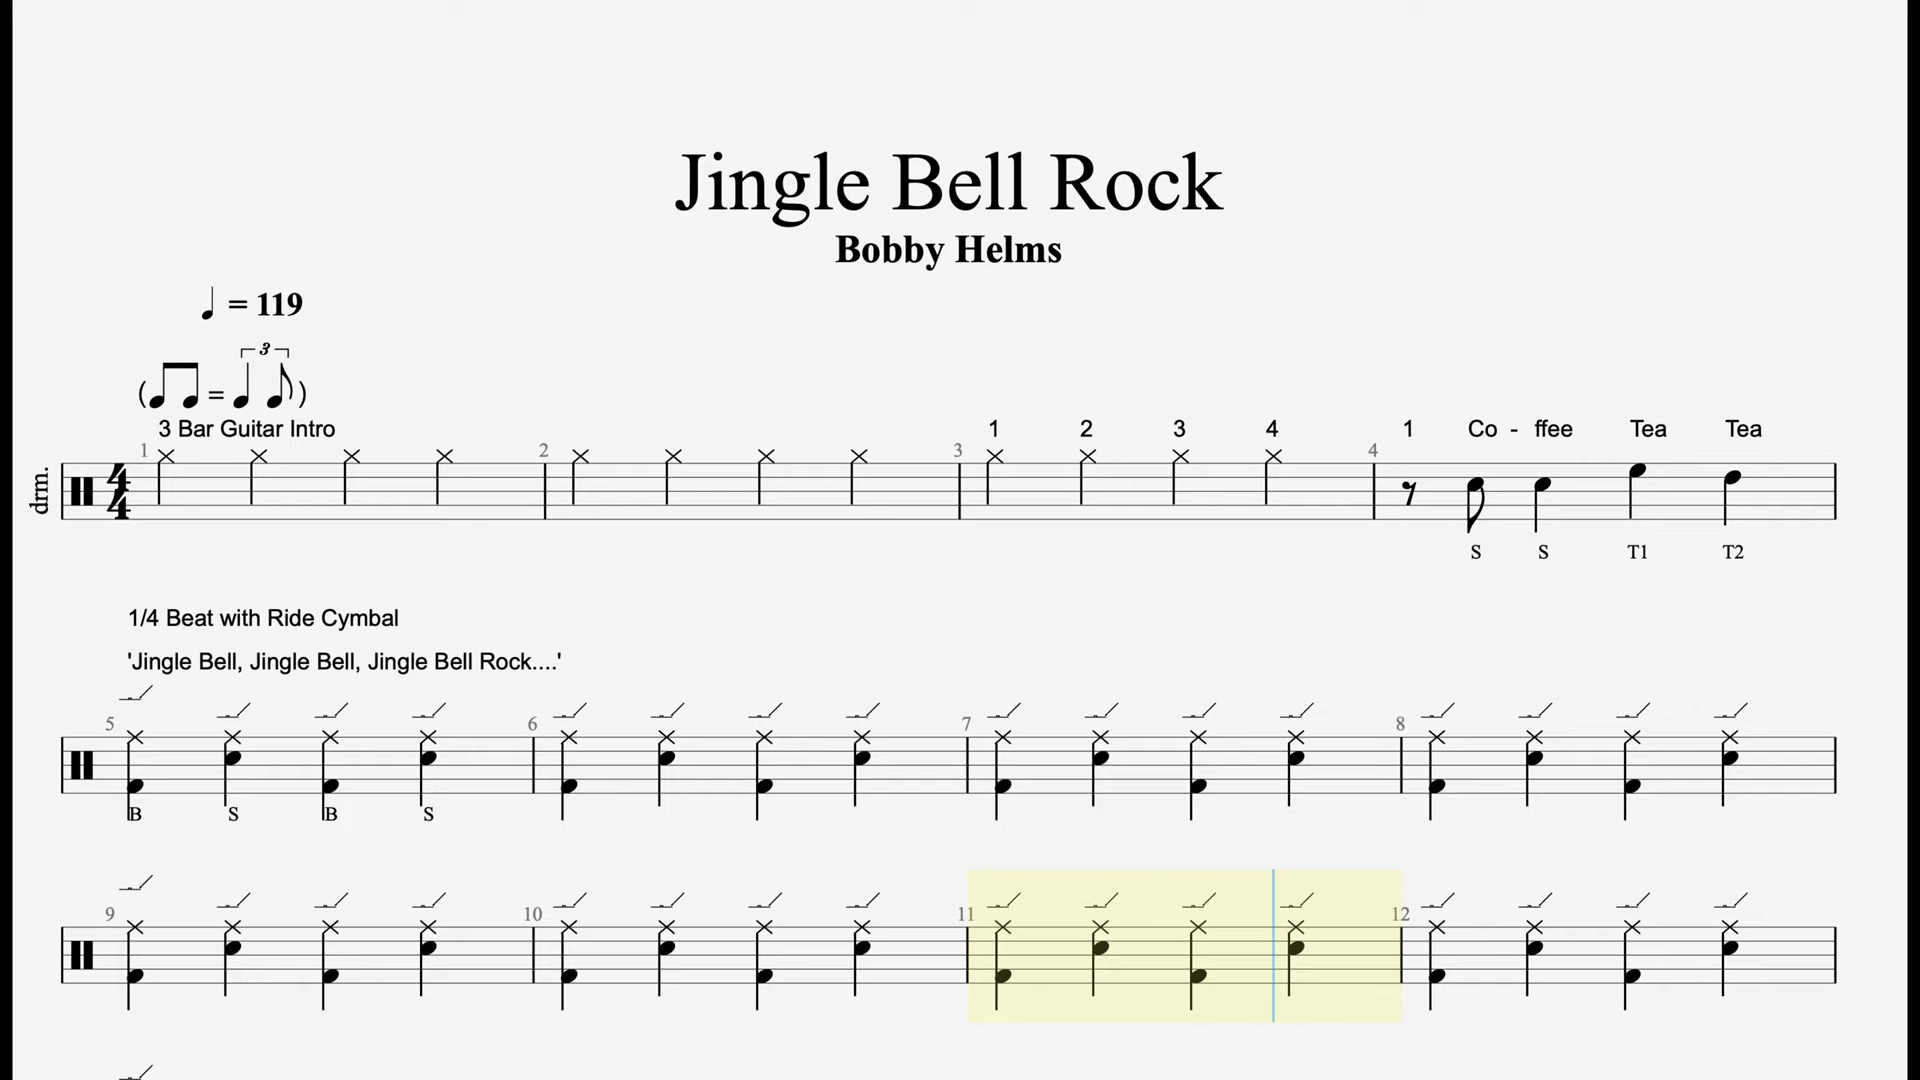 Jingle Bell Rock
Bobby Helms
= 119
( = 3 )
3 Bar Guitar Intro
1 2 3 4 1 Co - ffee Tea Tea
1 2 3 4
drm. 4/4
S S T1 T2
1/4 Beat with Ride Cymbal
'Jingle Bell, Jingle Bell, Jingle Bell Rock....'
5 6 7 8
B S B S
9 10 11 12